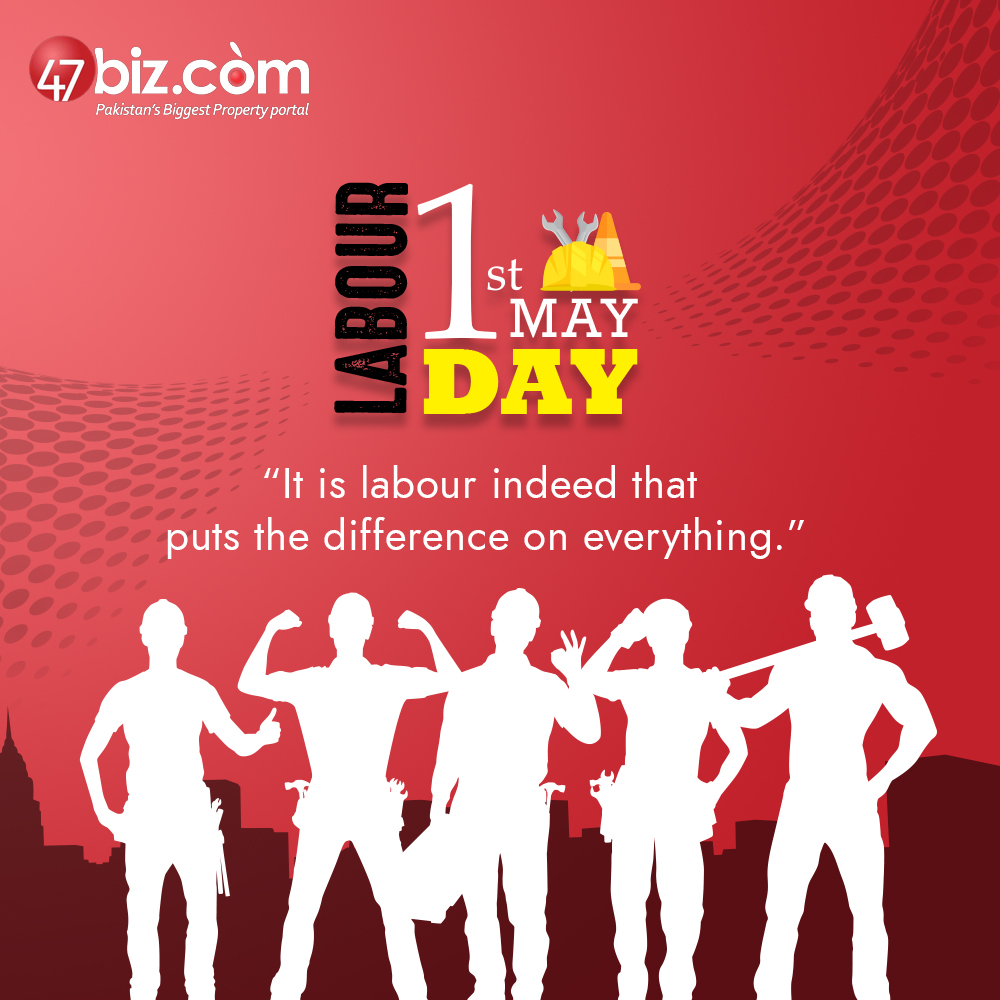 47biz.com
Pakistan's Biggest Property portal
LABOUR
1st
MAY
DAY
“It is labour indeed that
puts the difference on everything.”